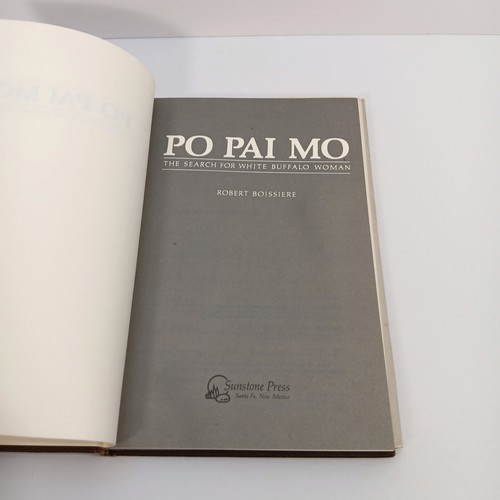 PO PAI MO
THE SEARCH FOR WHITE BUFFALO WOMAN
ROBERT BOISSIERE
Sunstone Press
Santa Fe, New Mexico